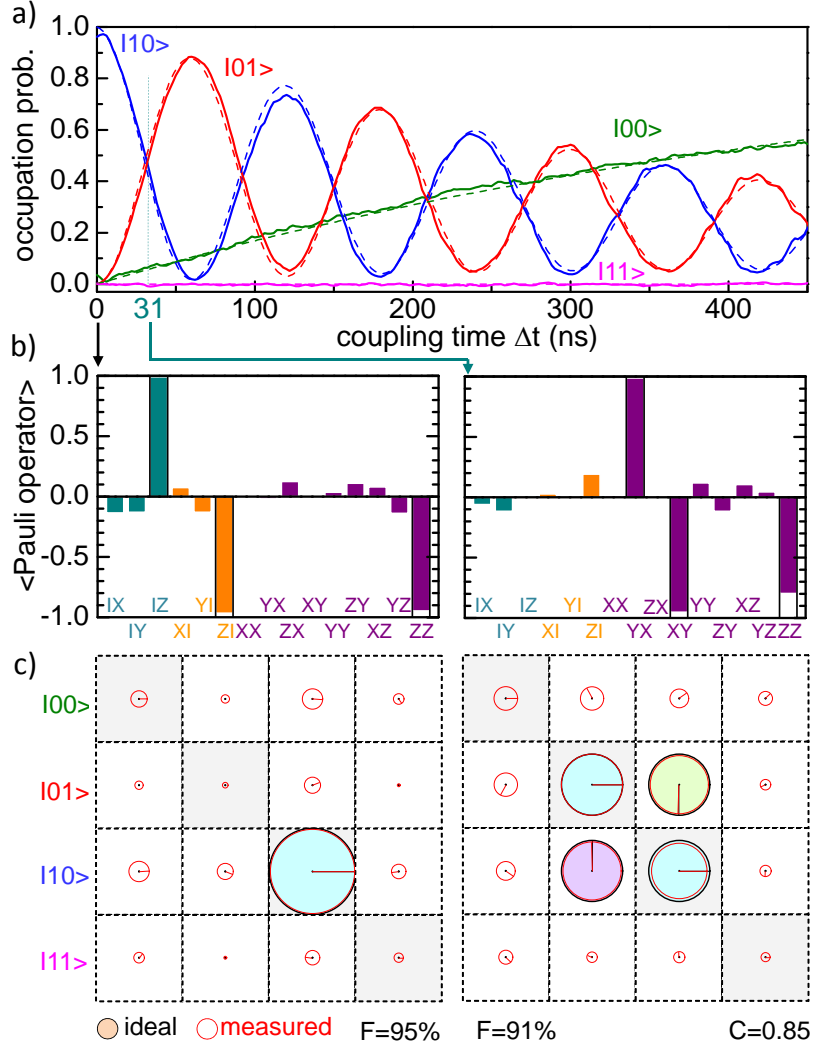 a)
1.0
0.8
0.6
0.4
0.2
0.0
occupation prob.
I10>
I01>
I00>
I11>
0 31 100 200 300 400
coupling time Δt (ns)
b)
1.0
0.5
0.0
-0.5
-1.0
<Pauli operator>
IX IZ YI YX XY ZY YZ
IY XI ZI XX ZX YY XZ ZZ
IX IZ YI XX ZX YY XZ
IY XI ZI YX XY ZY YZ ZZ
c)
I00>
I01>
I10>
I11>
ideal measured F=95% F=91% C=0.85